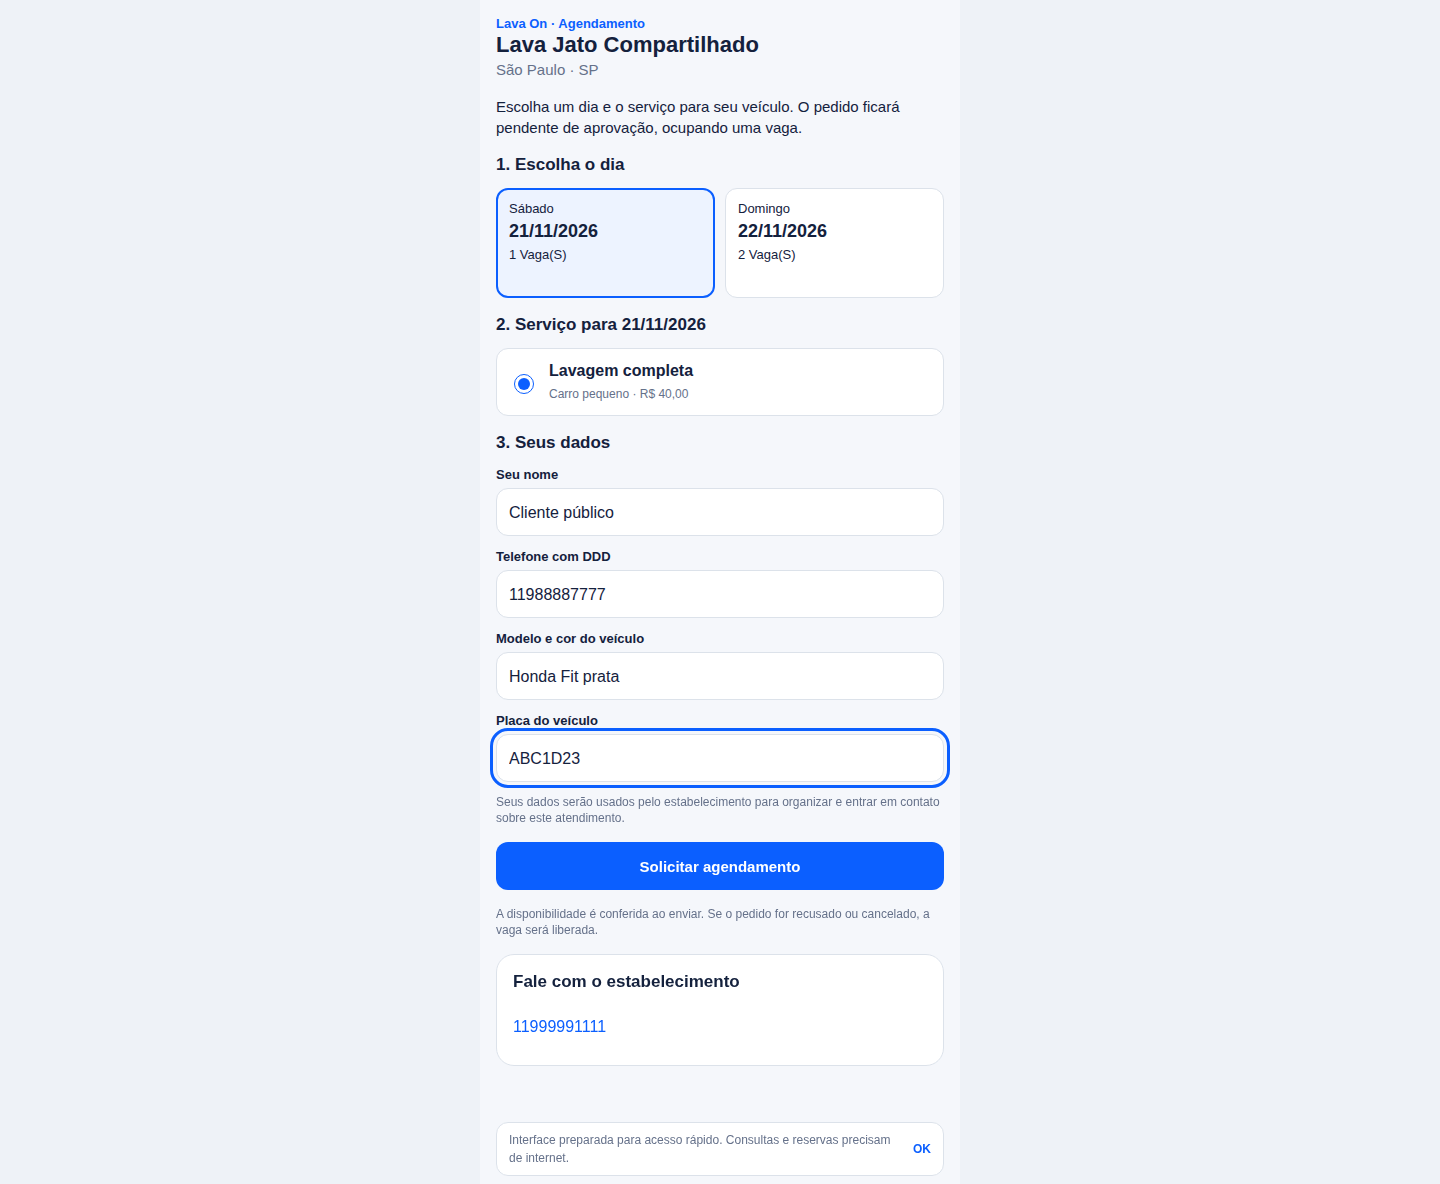 Lava On · Agendamento
Lava Jato Compartilhado
São Paulo · SP
Escolha um dia e o serviço para seu veículo. O pedido ficará
pendente de aprovação, ocupando uma vaga.
1. Escolha o dia
Sábado
21/11/2026
1 Vaga(S)
Domingo
22/11/2026
2 Vaga(S)
2. Serviço para 21/11/2026
Lavagem completa
Carro pequeno · R$ 40,00
3. Seus dados
Seu nome
Cliente público
Telefone com DDD
11988887777
Modelo e cor do veículo
Honda Fit prata
Placa do veículo
ABC1D23
Seus dados serão usados pelo estabelecimento para organizar e entrar em contato
sobre este atendimento.
Solicitar agendamento
A disponibilidade é conferida ao enviar. Se o pedido for recusado ou cancelado, a
vaga será liberada.
Fale com o estabelecimento
11999991111
Interface preparada para acesso rápido. Consultas e reservas precisam
de internet.
OK